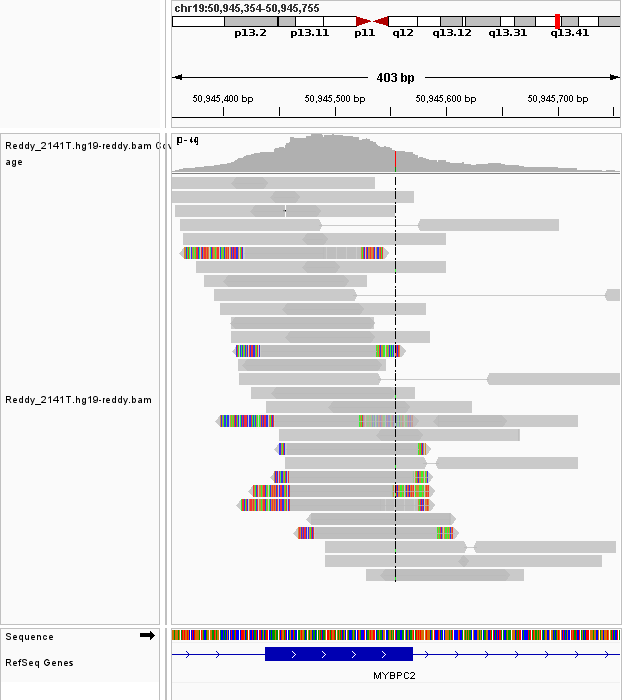 chr19:50,945,354-50,945,755
p13.2 p13.11 p11 q12 q13.12 q13.31 q13.41
403 bp
50,945,400 bp 50,945,500 bp 50,945,600 bp 50,945,700 bp
Reddy_2141T.hg19-reddy.bam Cov
age
[0 - 44]
Reddy_2141T.hg19-reddy.bam
Sequence
RefSeq Genes
MYBPC2